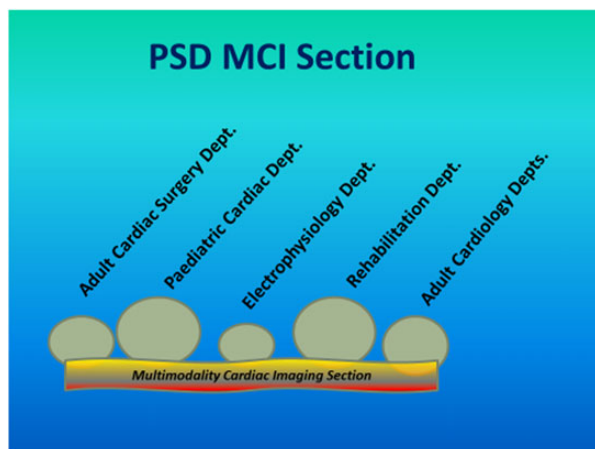 PSD MCI Section
Adult Cardiac Surgery Dept.
Paediatric Cardiac Dept.
Electrophysiology Dept.
Rehabilitation Dept.
Adult Cardiology Depts.
Multimodality Cardiac Imaging Section